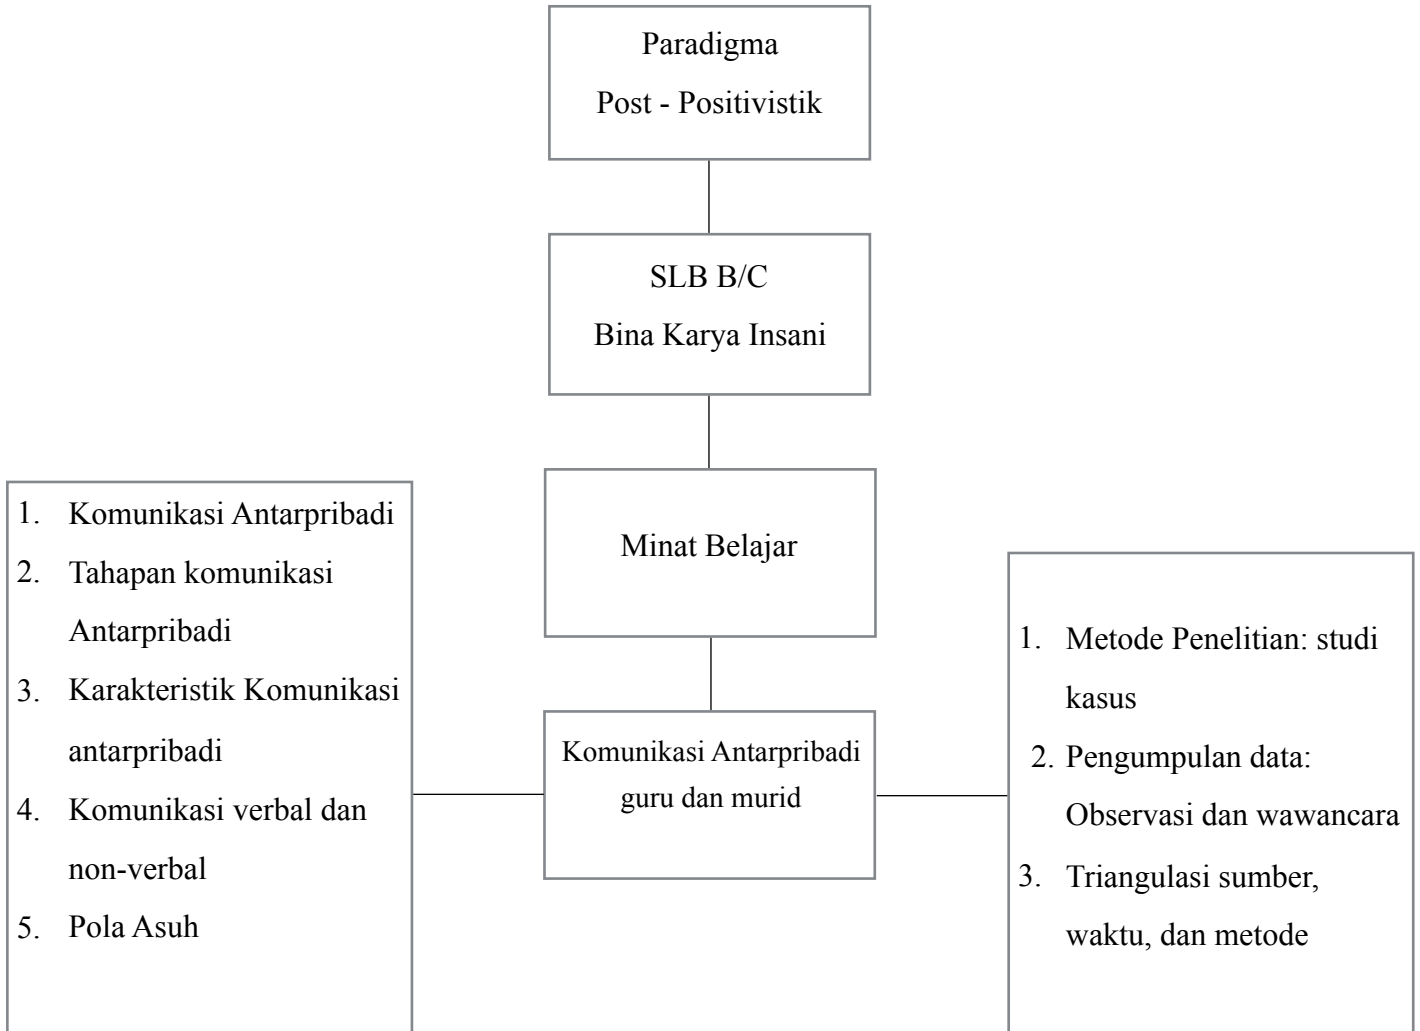 Paradigma
Post - Positivistik
SLB B/C
Bina Karya Insani
Minat Belajar
Komunikasi Antarpribadi
guru dan murid
1. Komunikasi Antarpribadi
2. Tahapan komunikasi
Antarpribadi
3. Karakteristik Komunikasi
antarpribadi
4. Komunikasi verbal dan
non-verbal
5. Pola Asuh
1. Metode Penelitian: studi
kasus
2. Pengumpulan data:
Observasi dan wawancara
3. Triangulasi sumber,
waktu, dan metode